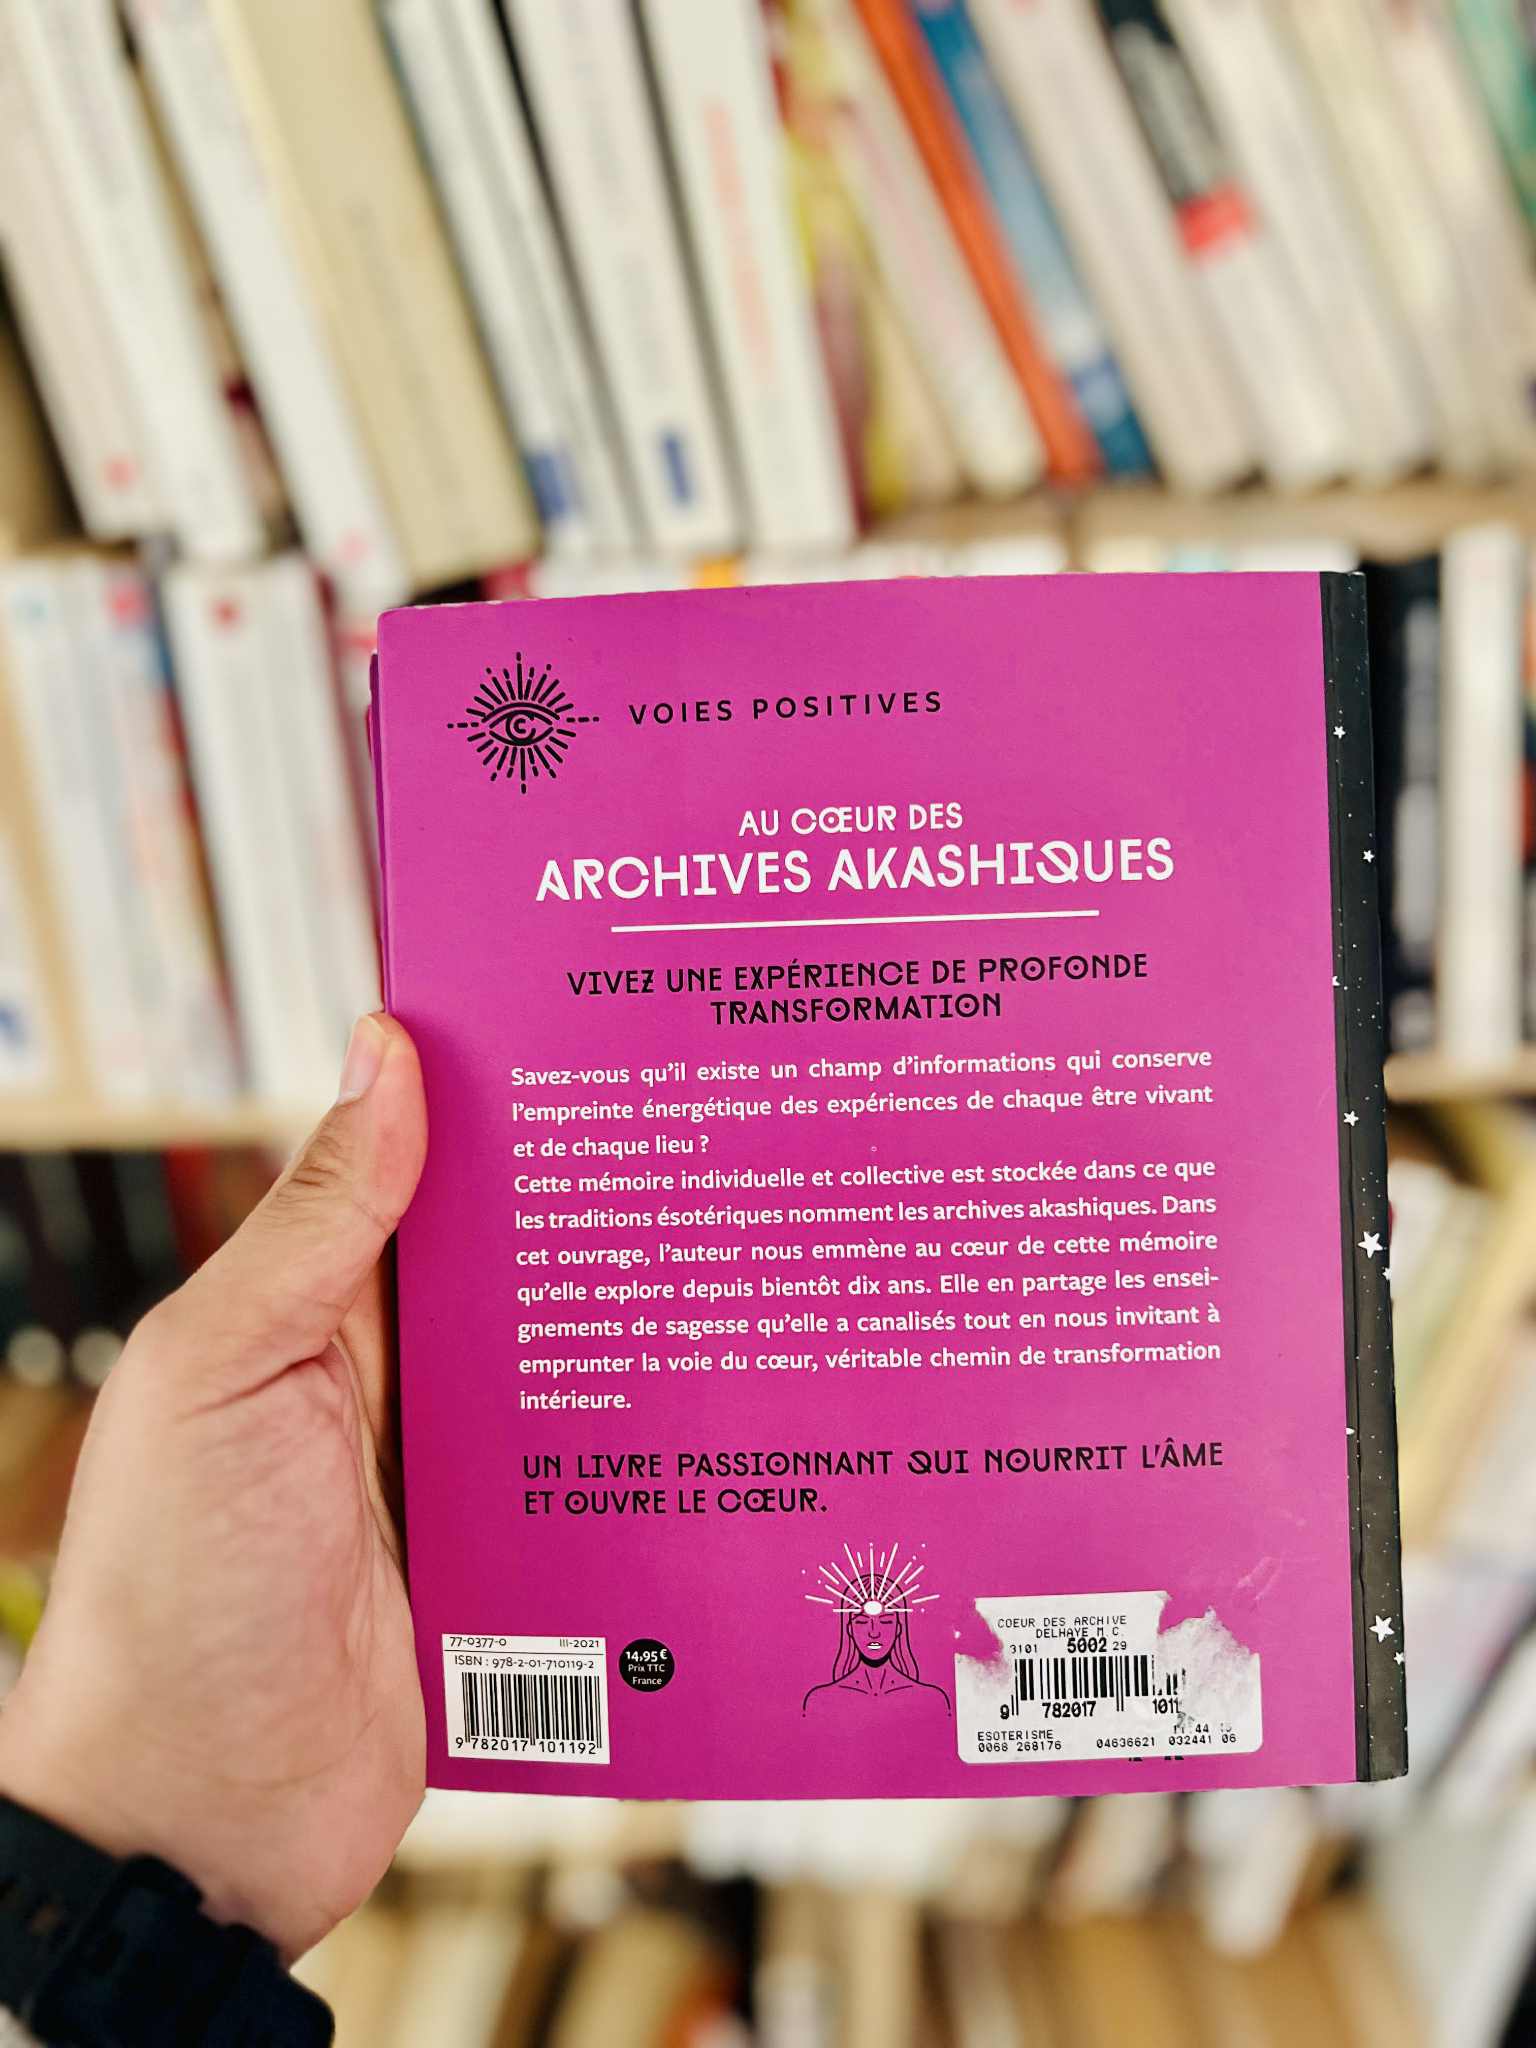 VOIES POSITIVES
AU CŒUR DES
ARCHIVES AKASHIQUES
VIVEZ UNE EXPÉRIENCE DE PROFONDE
TRANSFORMATION
Savez-vous qu’il existe un champ d’informations qui conserve
l’empreinte énergétique des expériences de chaque être vivant
et de chaque lieu ?
Cette mémoire individuelle et collective est stockée dans ce que
les traditions ésotériques nomment les archives akashiques. Dans
cet ouvrage, l’auteur nous emmène au cœur de cette mémoire
qu’elle explore depuis bientôt dix ans. Elle en partage les ensei-
gnements de sagesse qu’elle a canalisés tout en nous invitant à
emprunter la voie du cœur, véritable chemin de transformation
intérieure.
UN LIVRE PASSIONNANT QUI NOURRIT L’ÂME
ET OUVRE LE CŒUR.
77-0377-0 III-2021
ISBN : 978-2-01-710119-2
9 782017 101192
14,95 €
Prix TTC
France
COEUR DES ARCHIVE
DELHAYE M.C.
3101 5002 29
9 782017 1011
ESOTERISME
0068 268176 04636621 032441 06